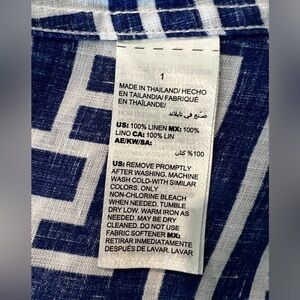 1
MADE IN THAILAND/ HECHO
EN TAILANDIA/ FABRIQUÉ
EN THAÏLANDE/
صنع في تايلاند
US: 100% LINEN MX: 100%
LINO CA: 100% LIN
AE/KW/SA:
100% كتان
US: REMOVE PROMPTLY
AFTER WASHING. MACHINE
WASH COLD-WITH SIMILAR
COLORS. ONLY
NON-CHLORINE BLEACH
WHEN NEEDED. TUMBLE
DRY LOW. WARM IRON AS
NEEDED, MAY BE DRY
CLEANED. DO NOT USE
FABRIC SOFTENER MX:
RETIRAR INMEDIATAMENTE
DESPUÉS DE LAVAR. LAVAR